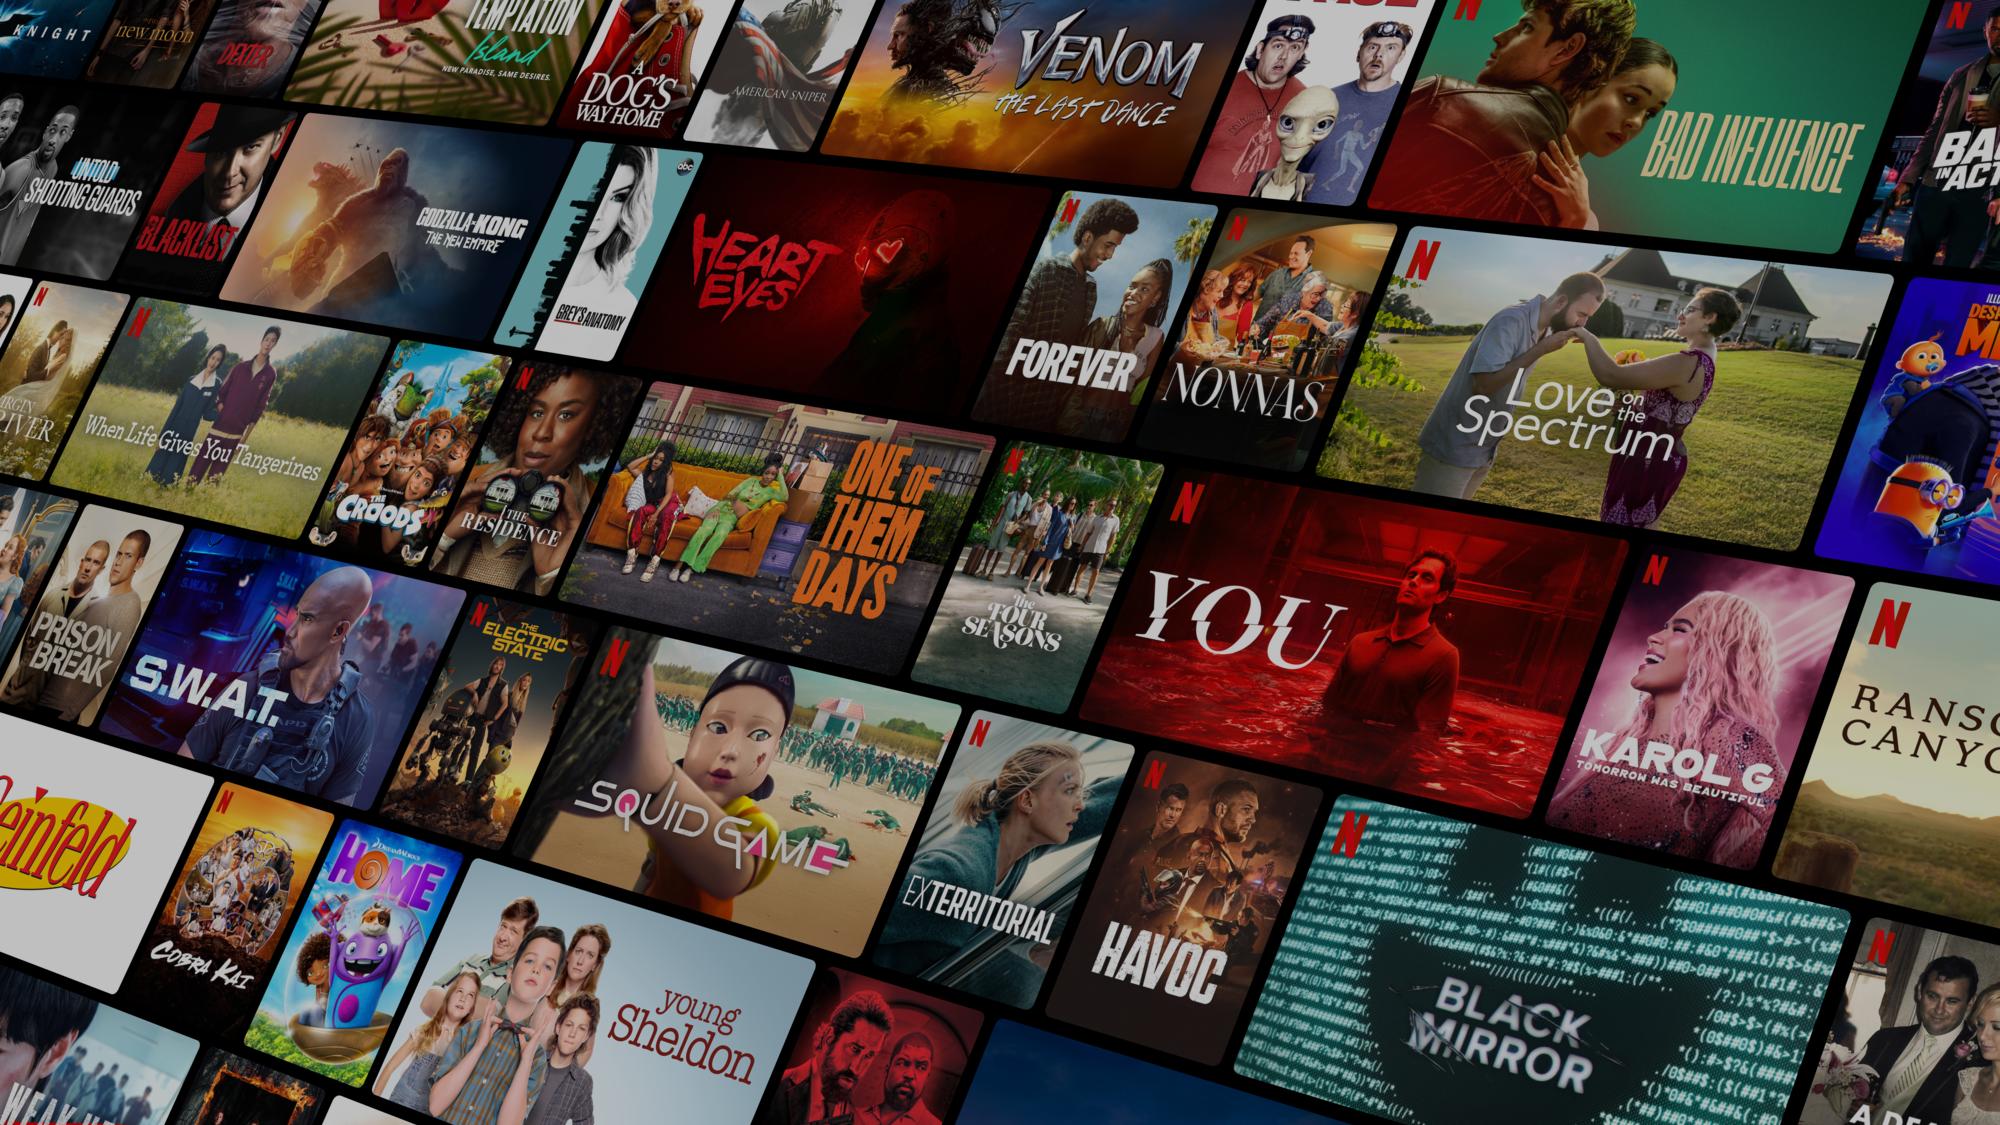 KNIGHT
new moon
DEXTER
TEMPTATION
Island
NEW PARADISE, SAME DESIRES.
A
DOG'S
WAY HOME
AMERICAN SNIPER
VENOM
THE LAST DANCE
N
BAD INFLUENCE
N
IN ACT
UNTOLD
SHOOTING GUARDS
BLACKLIST
GODZILLA × KONG
THE NEW EMPIRE
abc
GREY'S ANATOMY
HEART
EYES
N
FOREVER
N
NONNAS
N
Love on
the
Spectrum
N
N
When Life Gives You Tangerines
THE
CROODS
N
THE
RESIDENCE
ONE OF
THEM
DAYS
N
The
FOUR
SEASONS
N
YOU
N
KAROL G
TOMORROW WAS BEAUTIFUL
N
CANYO
PRISON
BREAK
S.W.A.T.
S.W.A.T.
N
THE
ELECTRIC
STATE
N
SQUID GAME
N
EXTERRITORIAL
N
HAVOC
N
BLACK
MIRROR
N
einfeld
N
COBRA KAI
DREAMWORKS
HOME
young
Sheldon